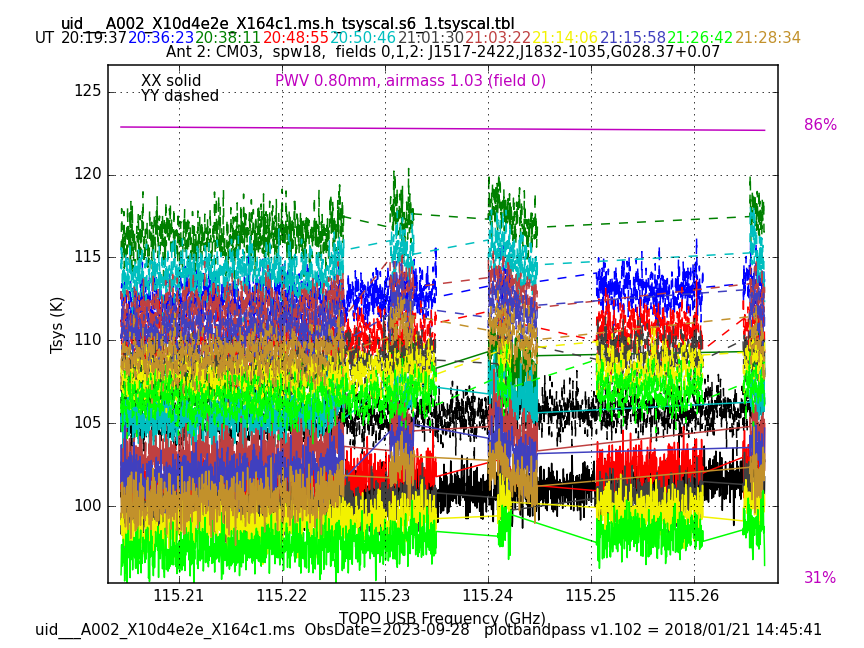 uid___A002_X10d4e2e_X164c1.ms.h_tsyscal.s6_1.tsyscal.tbl
UT 20:19:37 20:36:23 20:38:11 20:48:55 20:50:46 21:01:30 21:03:22 21:14:06 21:15:58 21:26:42 21:28:34
Ant 2: CM03, spw18, fields 0,1,2: J1517-2422,J1832-1035,G028.37+0.07
XX solid PWV 0.80mm, airmass 1.03 (field 0)
YY dashed
125
86%
120
115
110
105
100
Tsys (K)
31%
115.21 115.22 115.23 115.24 115.25 115.26
TOPO USB Frequency (GHz)
uid___A002_X10d4e2e_X164c1.ms ObsDate=2023-09-28 plotbandpass v1.102 = 2018/01/21 14:45:41